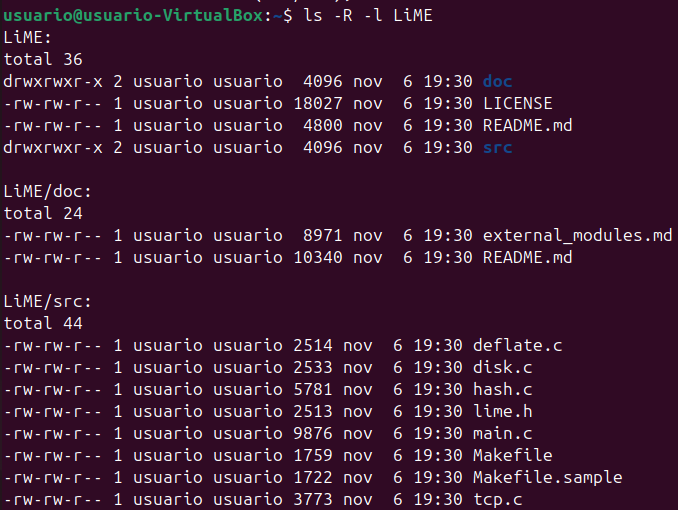 usuario@usuario-VirtualBox:~$ ls -R -l LiME
LiME:
total 36
drwxrwxr-x 2 usuario usuario  4096 nov  6 19:30 doc
-rw-rw-r-- 1 usuario usuario 18027 nov  6 19:30 LICENSE
-rw-rw-r-- 1 usuario usuario  4800 nov  6 19:30 README.md
drwxrwxr-x 2 usuario usuario  4096 nov  6 19:30 src

LiME/doc:
total 24
-rw-rw-r-- 1 usuario usuario  8971 nov  6 19:30 external_modules.md
-rw-rw-r-- 1 usuario usuario 10340 nov  6 19:30 README.md

LiME/src:
total 44
-rw-rw-r-- 1 usuario usuario 2514 nov  6 19:30 deflate.c
-rw-rw-r-- 1 usuario usuario 2533 nov  6 19:30 disk.c
-rw-rw-r-- 1 usuario usuario 5781 nov  6 19:30 hash.c
-rw-rw-r-- 1 usuario usuario 2513 nov  6 19:30 lime.h
-rw-rw-r-- 1 usuario usuario 9876 nov  6 19:30 main.c
-rw-rw-r-- 1 usuario usuario 1759 nov  6 19:30 Makefile
-rw-rw-r-- 1 usuario usuario 1722 nov  6 19:30 Makefile.sample
-rw-rw-r-- 1 usuario usuario 3773 nov  6 19:30 tcp.c